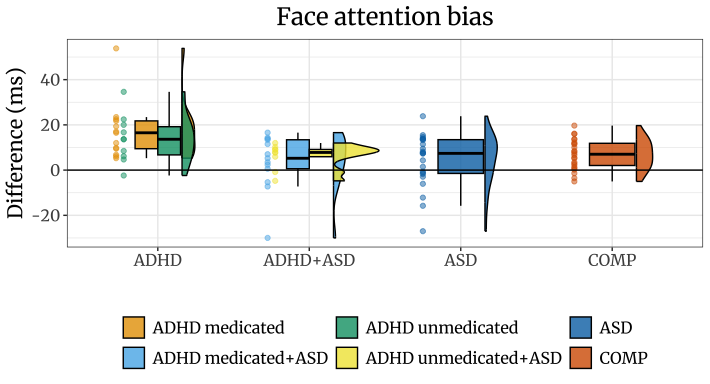 Face attention bias
Difference (ms)
40
20
0
-20
ADHD
ADHD+ASD
ASD
COMP
ADHD medicated
ADHD unmedicated
ASD
ADHD medicated+ASD
ADHD unmedicated+ASD
COMP